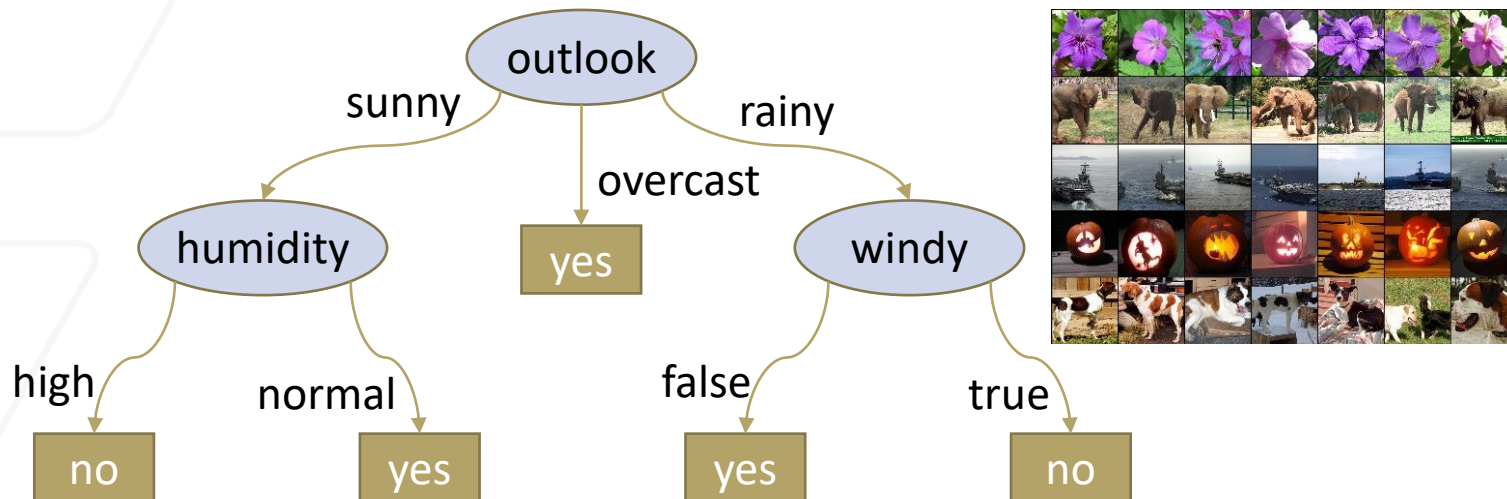 outlook
sunny
rainy
overcast
humidity
yes
windy
high
normal
false
true
no
yes
yes
no